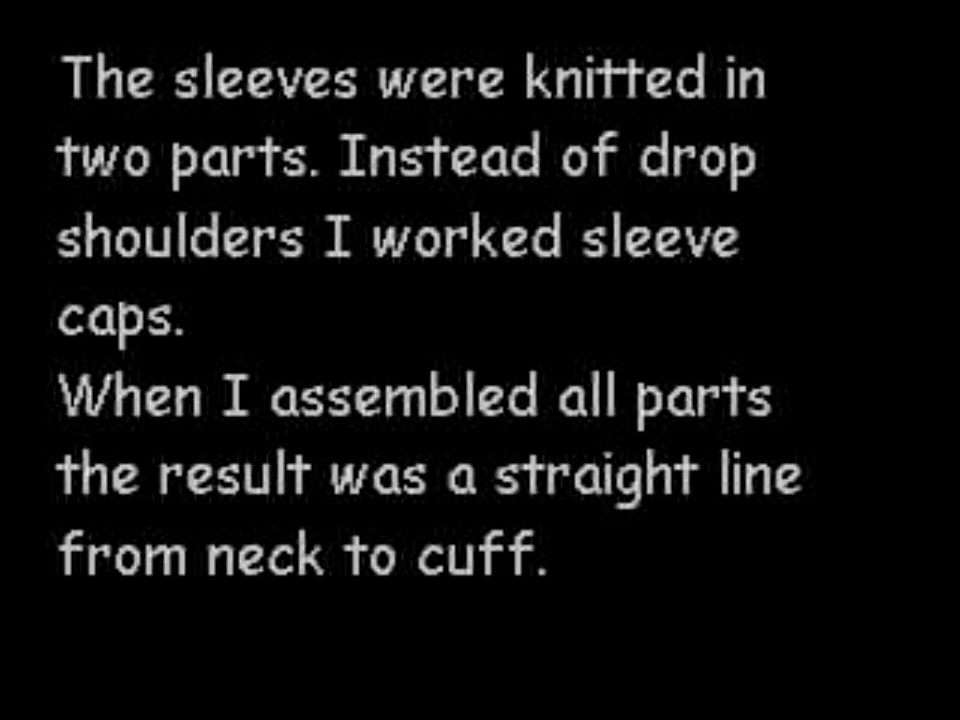 The sleeves were knitted in
two parts. Instead of drop
shoulders I worked sleeve
caps.
When I assembled all parts
the result was a straight line
from neck to cuff.